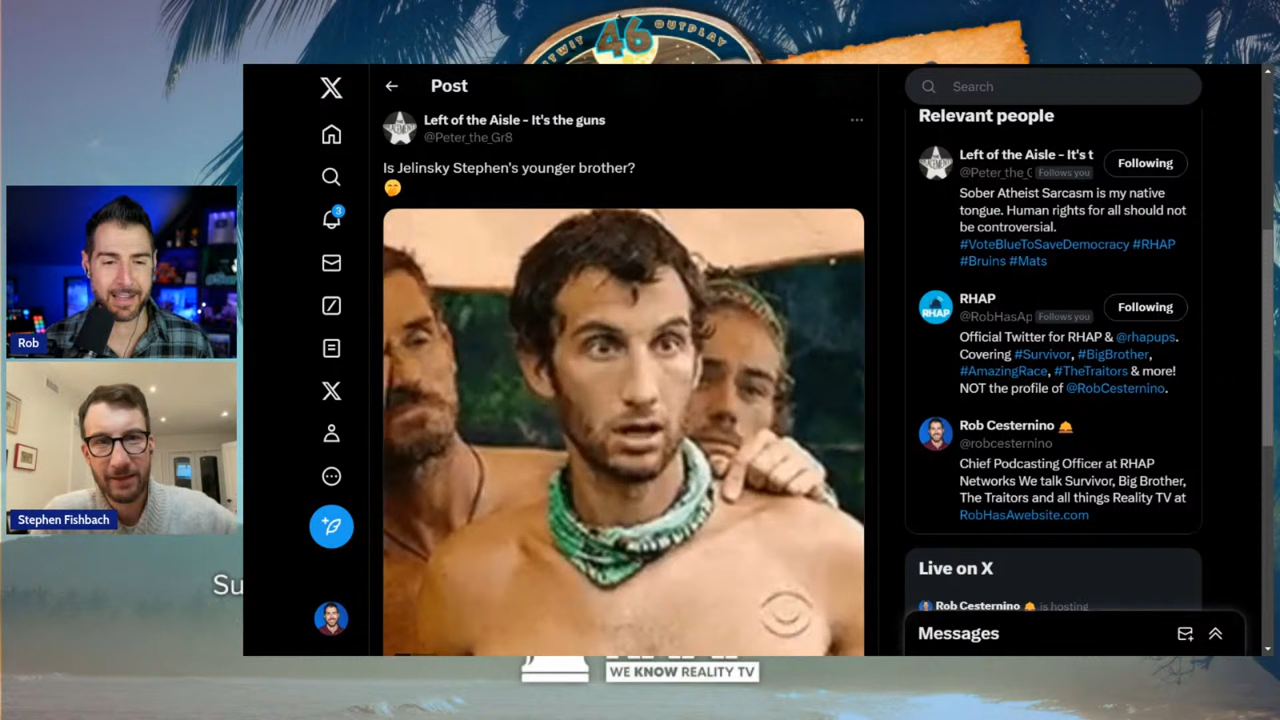 TWIT
46
OUTPLAY
Post
Search
Left of the Aisle - It's the guns
@Peter_the_Gr8
Is Jelinsky Stephen's younger brother?
Relevant people
Left of the Aisle - It's t
Following
@Peter_the_G
Follows you
Sober Atheist Sarcasm is my native
tongue. Human rights for all should not
be controversial.
#VoteBlueToSaveDemocracy #RHAP
#Bruins #Mats
RHAP
RHAP
Following
@RobHasAp
Follows you
Official Twitter for RHAP & @rhapups.
Covering #Survivor, #BigBrother,
#AmazingRace, #TheTraitors & more!
NOT the profile of @RobCesternino.
Rob Cesternino
@robcesternino
Chief Podcasting Officer at RHAP
Networks We talk Survivor, Big Brother,
The Traitors and all things Reality TV at
RobHasAwebsite.com
Live on X
Rob Cesternino is hosting
Messages
3
Rob
Stephen Fishbach
Su
WE KNOW REALITY TV